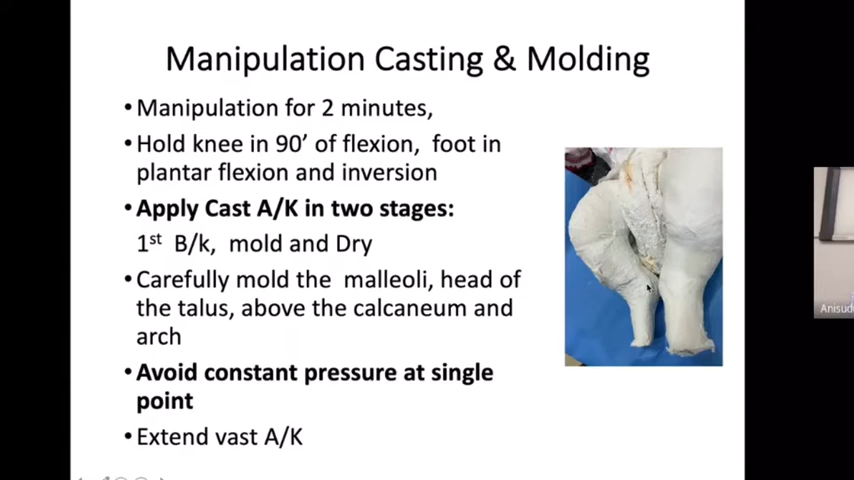 Manipulation Casting & Molding
• Manipulation for 2 minutes,
• Hold knee in 90’ of flexion, foot in
plantar flexion and inversion
• Apply Cast A/K in two stages:
1st B/k, mold and Dry
• Carefully mold the malleoli, head of
the talus, above the calcaneum and
arch
• Avoid constant pressure at single
point
• Extend vast A/K